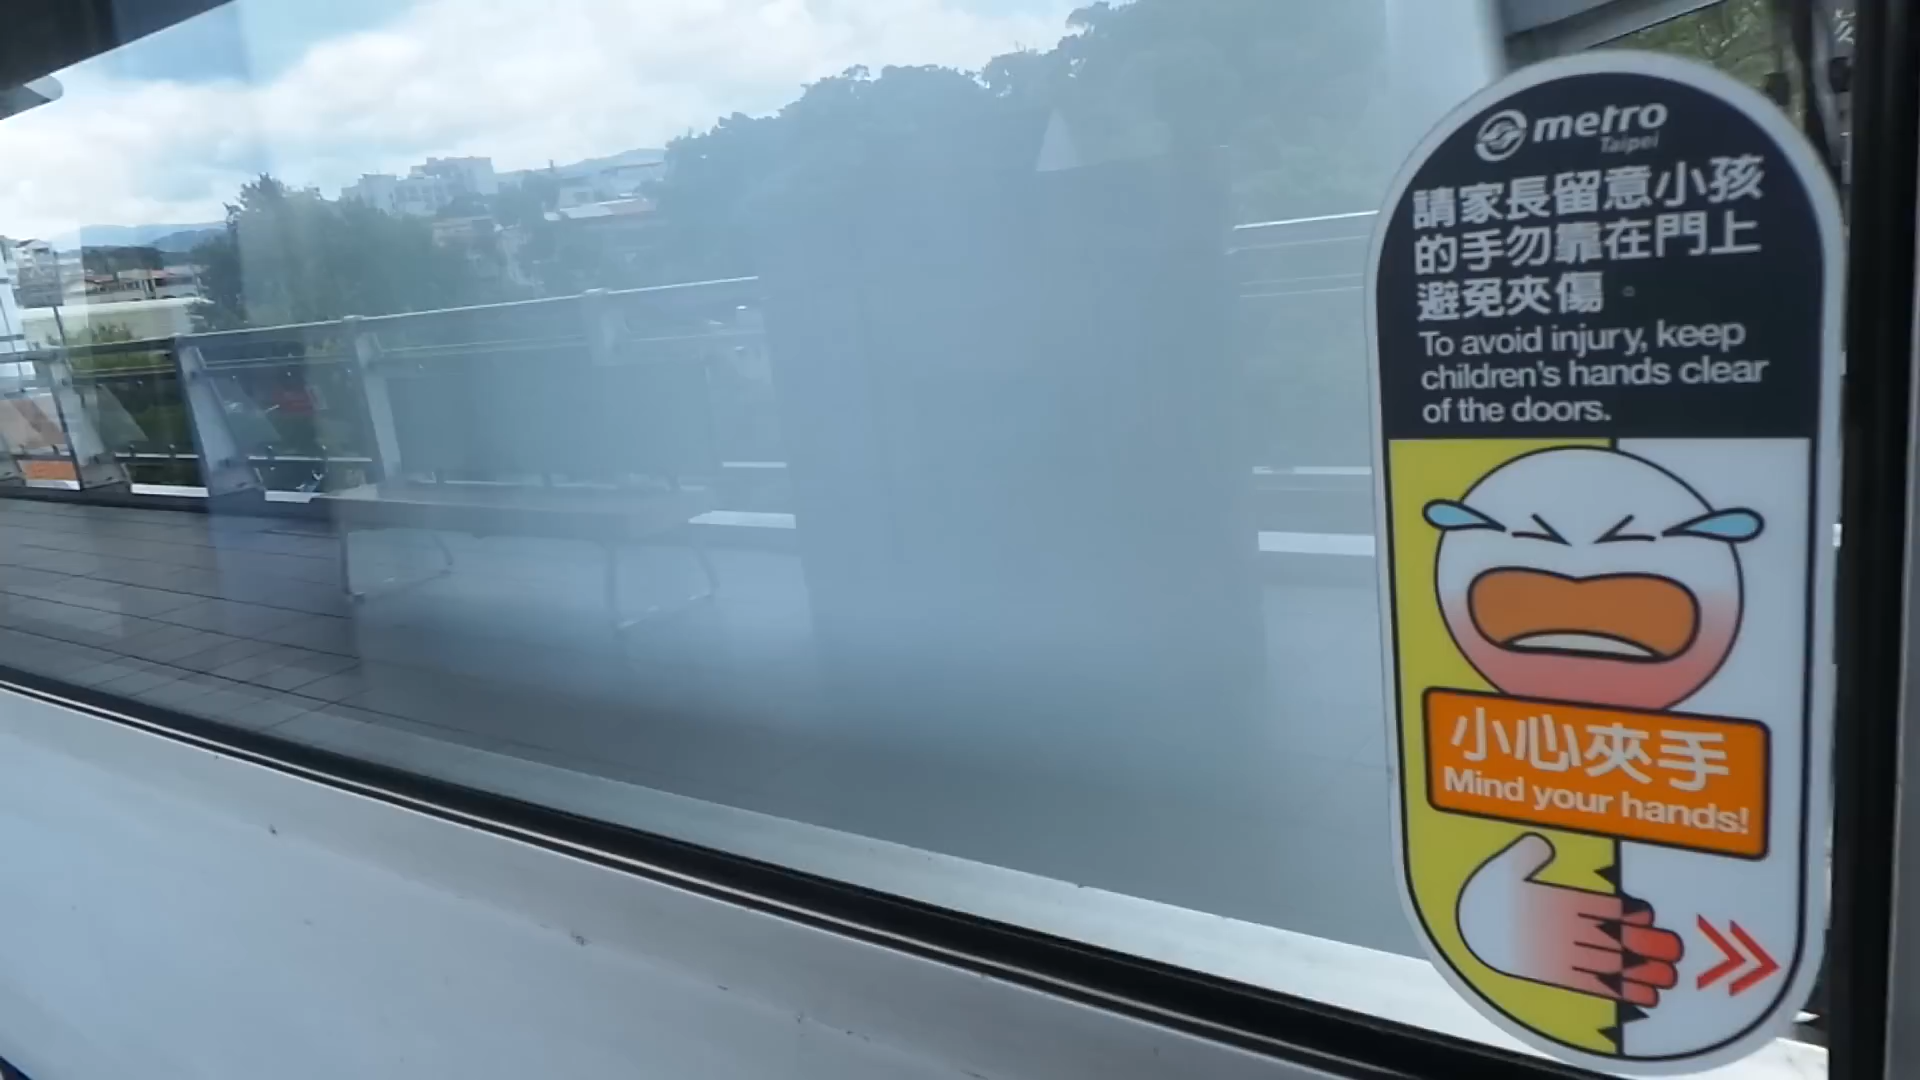 metro
Taipei
請家長留意小孩
的手勿靠在門上
避免夾傷。
To avoid injury, keep
children's hands clear
of the doors.
小心夾手
Mind your hands!